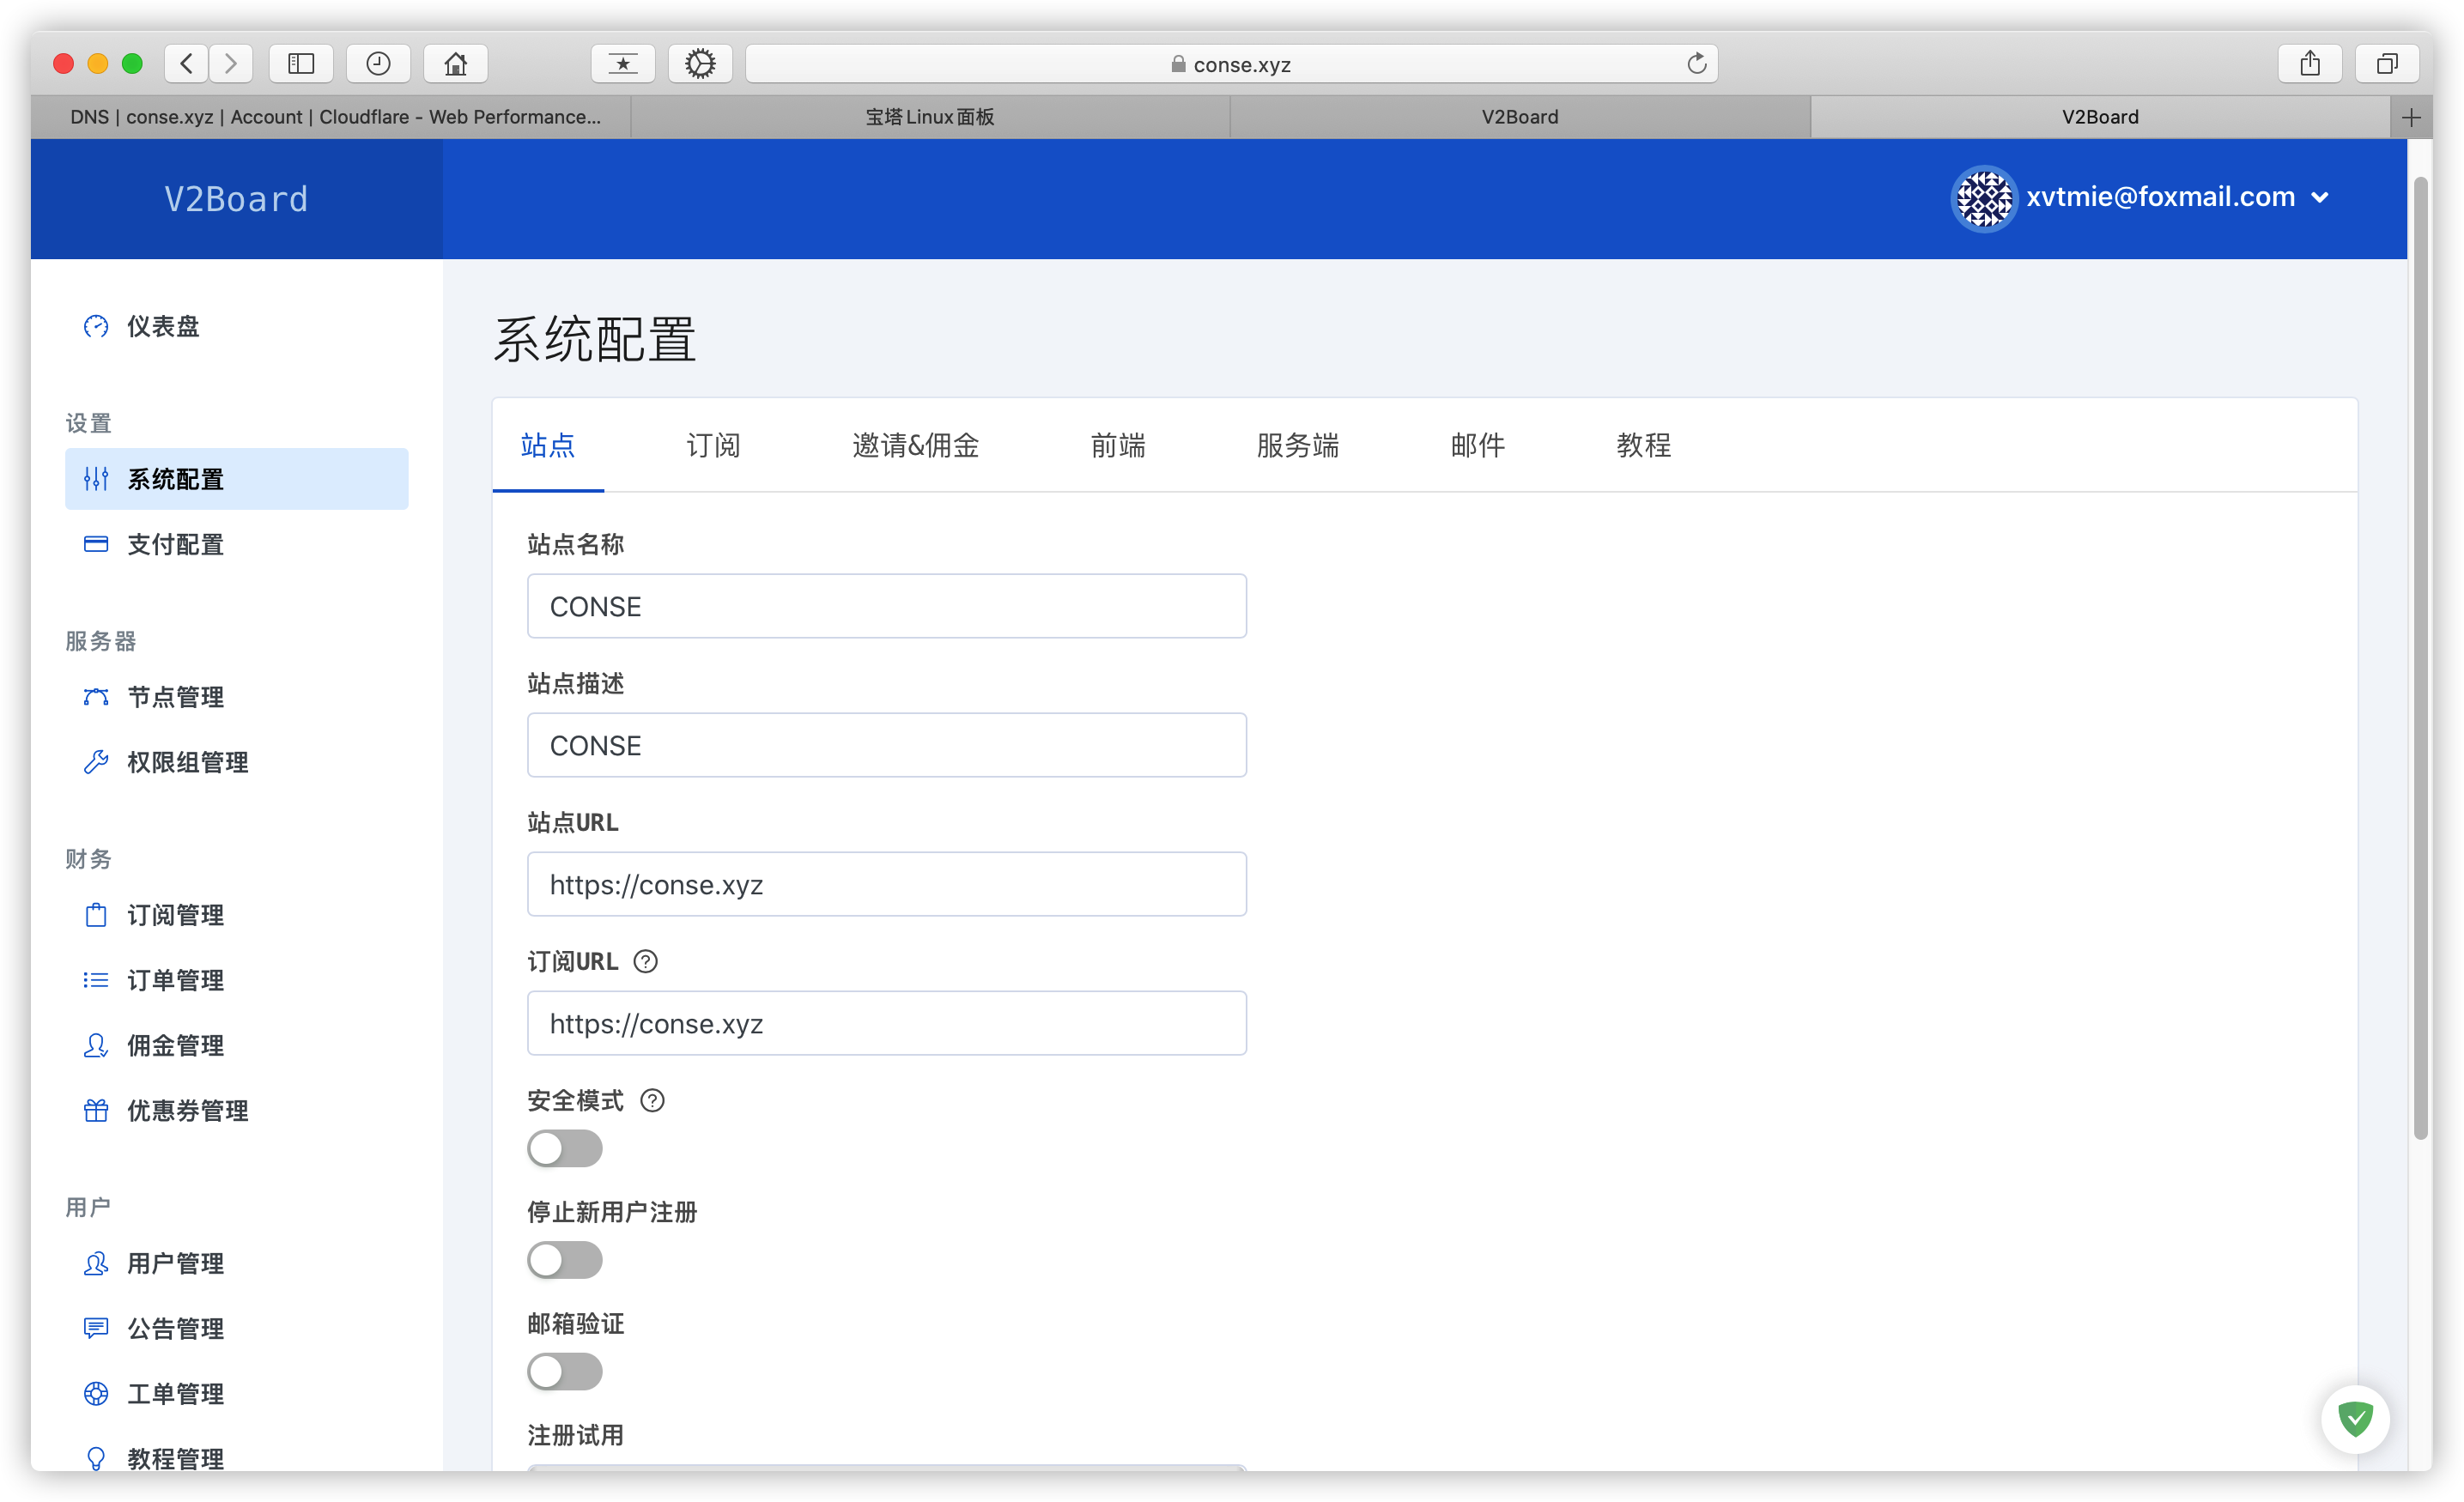 conse.xyz
DNS | conse.xyz | Account | Cloudflare - Web Performance...
宝塔Linux面板
V2Board
V2Board
V2Board
xvtmie@foxmail.com
仪表盘
设置
系统配置
支付配置
服务器
节点管理
权限组管理
财务
订阅管理
订单管理
佣金管理
优惠券管理
用户
用户管理
公告管理
工单管理
教程管理
系统配置
站点
订阅
邀请&佣金
前端
服务端
邮件
教程
站点名称
CONSE
站点描述
CONSE
站点URL
https://conse.xyz
订阅URL
https://conse.xyz
安全模式
停止新用户注册
邮箱验证
注册试用